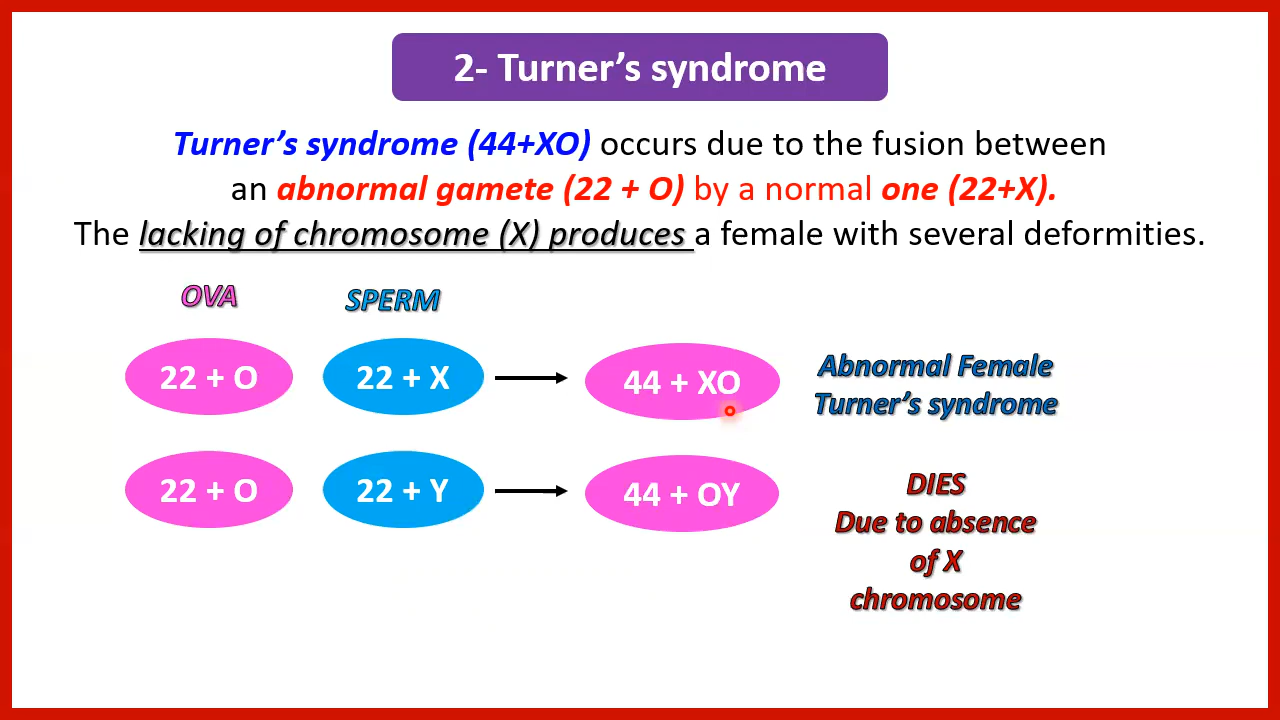 2- Turner's syndrome
Turner's syndrome (44+XO) occurs due to the fusion between
an abnormal gamete (22 + O) by a normal one (22+X).
The lacking of chromosome (X) produces a female with several deformities.
OVA SPERM
22 + O 22 + X 44 + XO
Abnormal Female
Turner's syndrome
22 + O 22 + Y 44 + OY
DIES
Due to absence
of X
chromosome